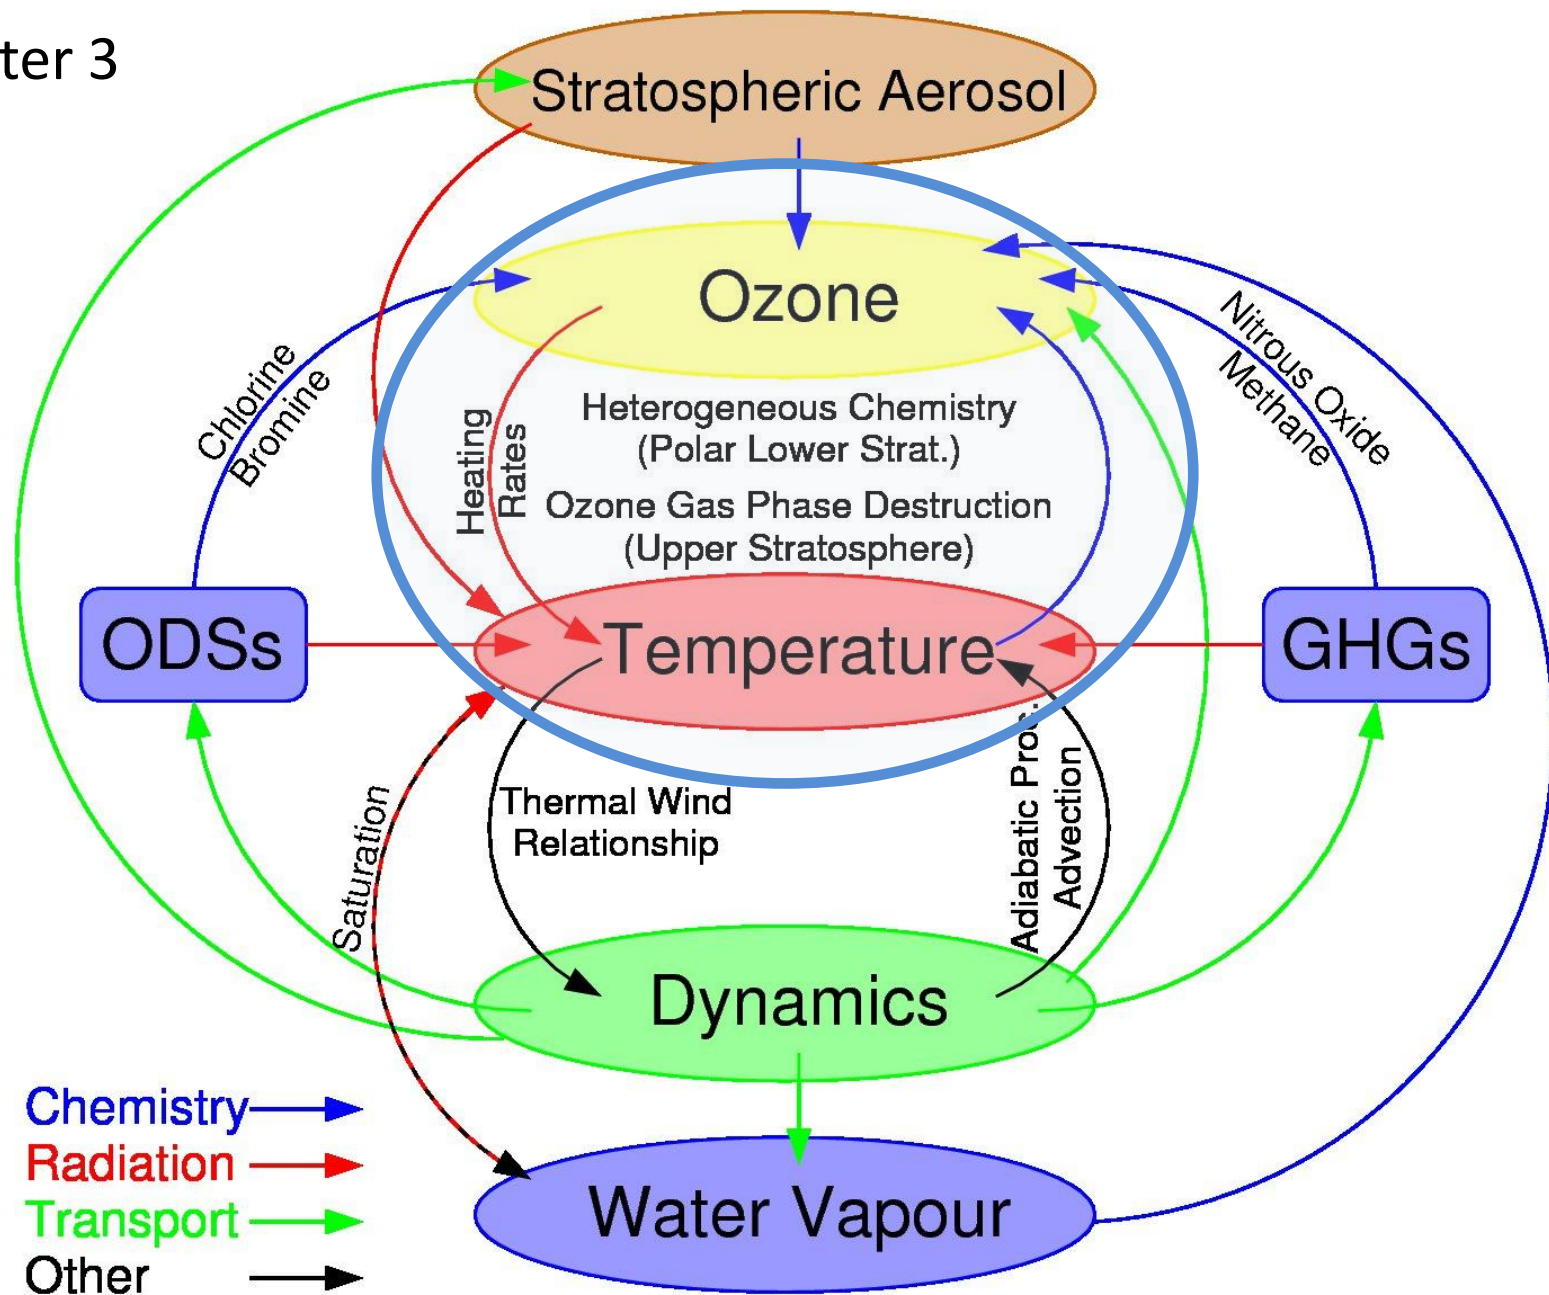 ter 3
Stratospheric Aerosol
Ozone
Chlorine
Bromine
Nitrous Oxide
Methane
Heating
Rates
Heterogeneous Chemistry
(Polar Lower Strat.)
Ozone Gas Phase Destruction
(Upper Stratosphere)
ODSs
Temperature
GHGs
Saturation
Thermal Wind
Relationship
Adiabatic Proc.
Advection
Dynamics
Water Vapour
Chemistry
Radiation
Transport
Other